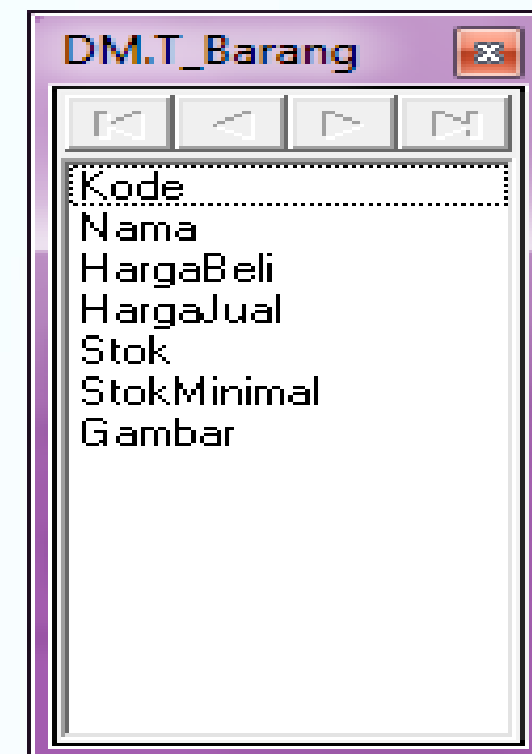 DM.T_Barang
Kode
Nama
HargaBeli
HargaJual
Stok
StokMinimal
Gambar